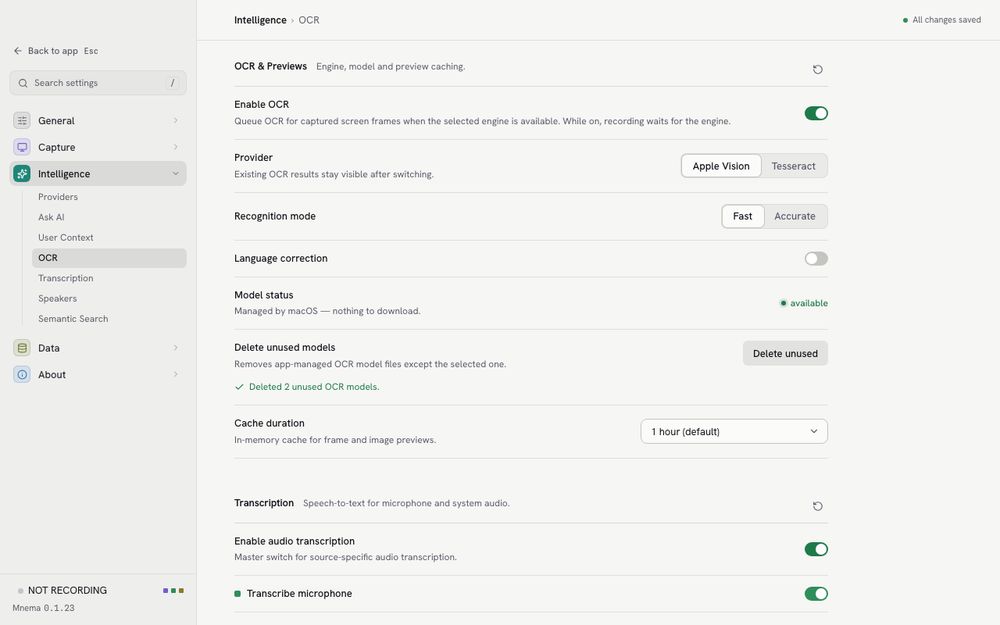 Intelligence › OCR
All changes saved
← Back to app Esc
Search settings /
General
Capture
Intelligence
Providers
Ask AI
User Context
OCR
Transcription
Speakers
Semantic Search
Data
About
NOT RECORDING
Mnema 0.1.23
OCR & Previews Engine, model and preview caching.
Enable OCR
Queue OCR for captured screen frames when the selected engine is available. While on, recording waits for the engine.
Provider
Existing OCR results stay visible after switching.
Apple Vision Tesseract
Recognition mode
Fast Accurate
Language correction
Model status
Managed by macOS — nothing to download.
available
Delete unused models
Removes app-managed OCR model files except the selected one.
Delete unused
Deleted 2 unused OCR models.
Cache duration
In-memory cache for frame and image previews.
1 hour (default)
Transcription Speech-to-text for microphone and system audio.
Enable audio transcription
Master switch for source-specific audio transcription.
Transcribe microphone